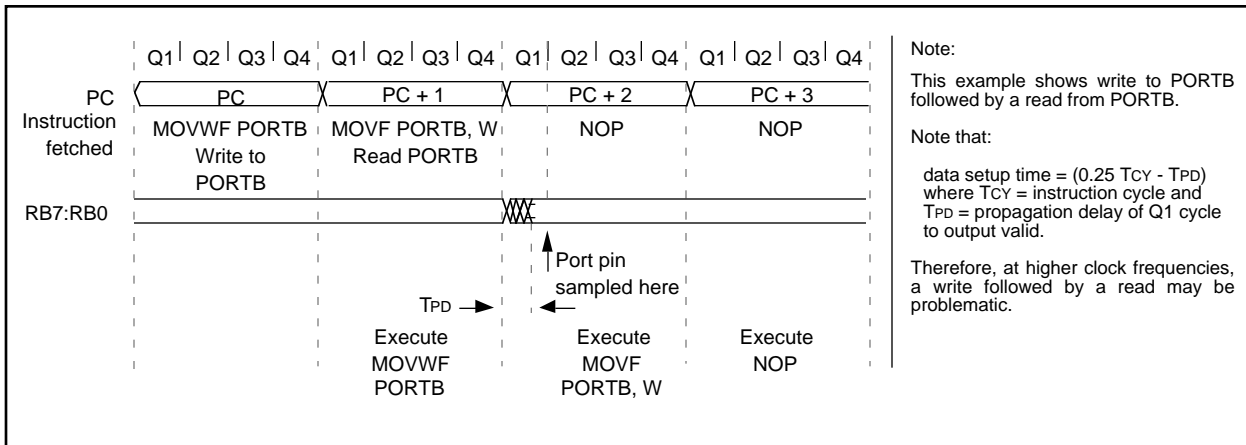 Q1 Q2 Q3 Q4 Q1 Q2 Q3 Q4 Q1 Q2 Q3 Q4 Q1 Q2 Q3 Q4
PC PC PC + 1 PC + 2 PC + 3
Instruction fetched
MOVWF PORTB
Write to
PORTB
MOVF PORTB, W
Read PORTB
NOP
NOP
RB7:RB0
Port pin
sampled here
TPD
Execute
MOVWF
PORTB
Execute
MOVF
PORTB, W
Execute
NOP
Note:
This example shows write to PORTB
followed by a read from PORTB.
Note that:
data setup time = (0.25 TCY - TPD)
where TCY = instruction cycle and
TPD = propagation delay of Q1 cycle
to output valid.
Therefore, at higher clock frequencies,
a write followed by a read may be
problematic.